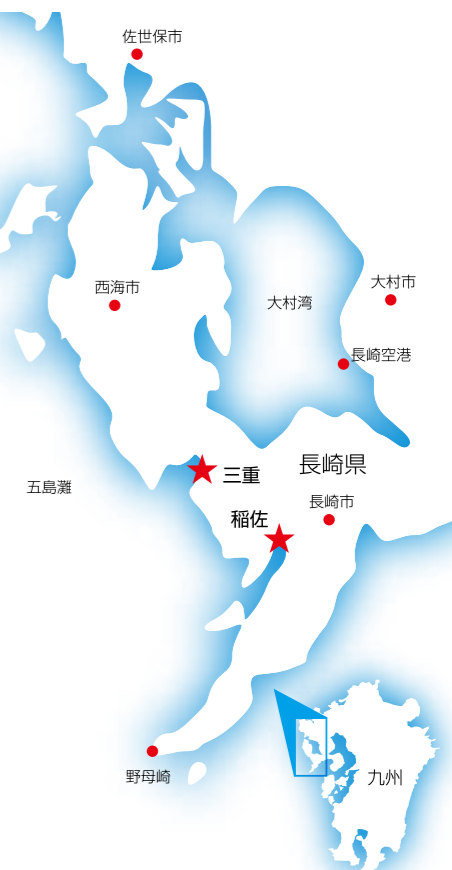 佐世保市
西海市
大村市
大村湾
長崎空港
三重
長崎県
五島灘
長崎市
稲佐
野母崎
九州